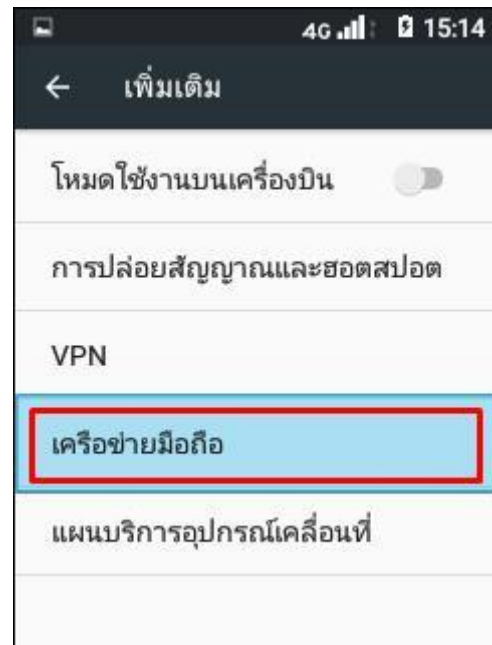 4G 15:14
เพิ่มเติม
โหมดใช้งานบนเครื่องบิน
การปล่อยสัญญาณและฮอตสปอต
VPN
เครือข่ายมือถือ
แผนบริการอุปกรณ์เคลื่อนที่